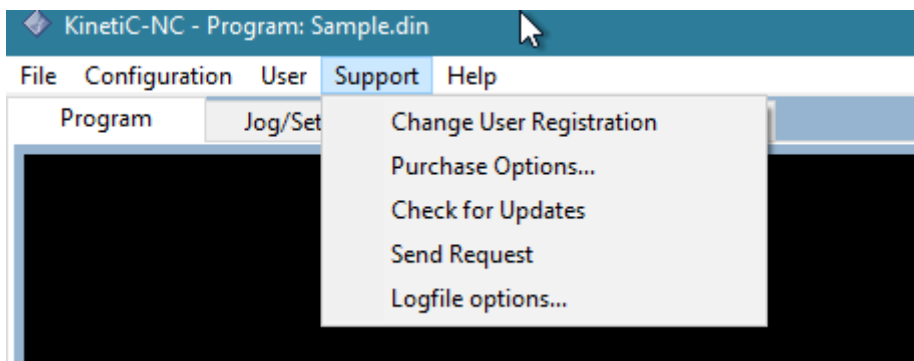 KinetiC-NC - Program: Sample.din
File Configuration User Support Help
Program Jog/Set
Change User Registration
Purchase Options...
Check for Updates
Send Request
Logfile options...